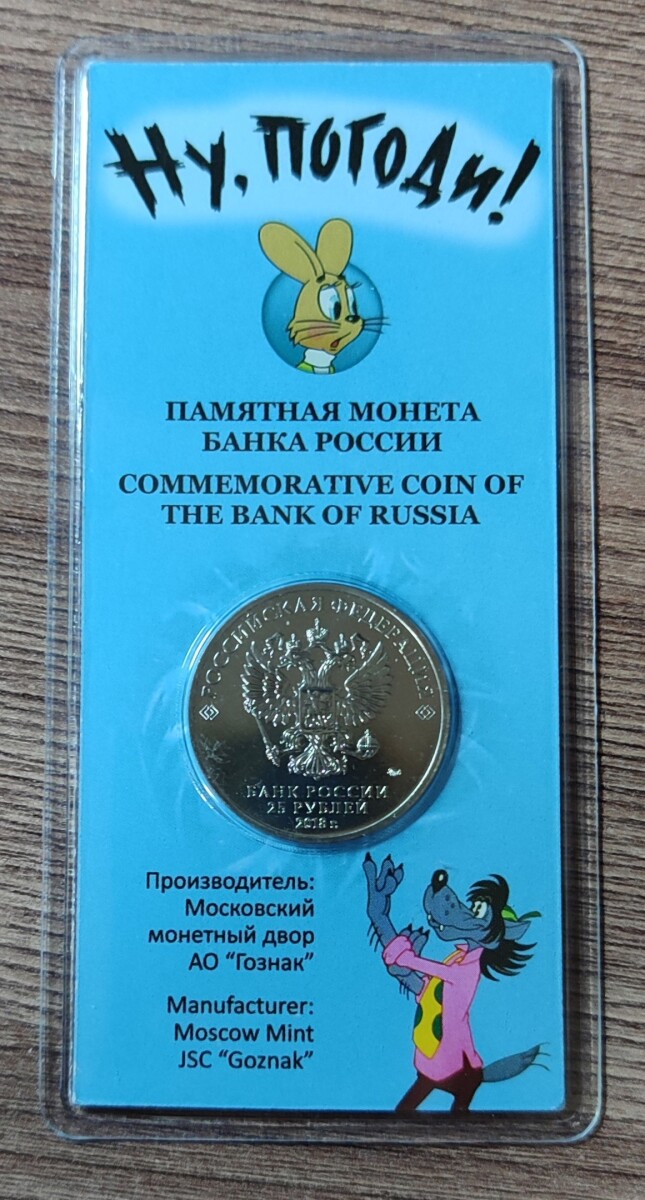 Ну, погоди!
ПАМЯТНАЯ МОНЕТА
БАНКА РОССИИ
COMMEMORATIVE COIN OF
THE BANK OF RUSSIA
РОССИЙСКАЯ ФЕДЕРАЦИЯ
БАНК РОССИИ
25 РУБЛЕЙ
2018 г.
Производитель:
Московский
монетный двор
АО "Гознак"
Manufacturer:
Moscow Mint
JSC "Goznak"